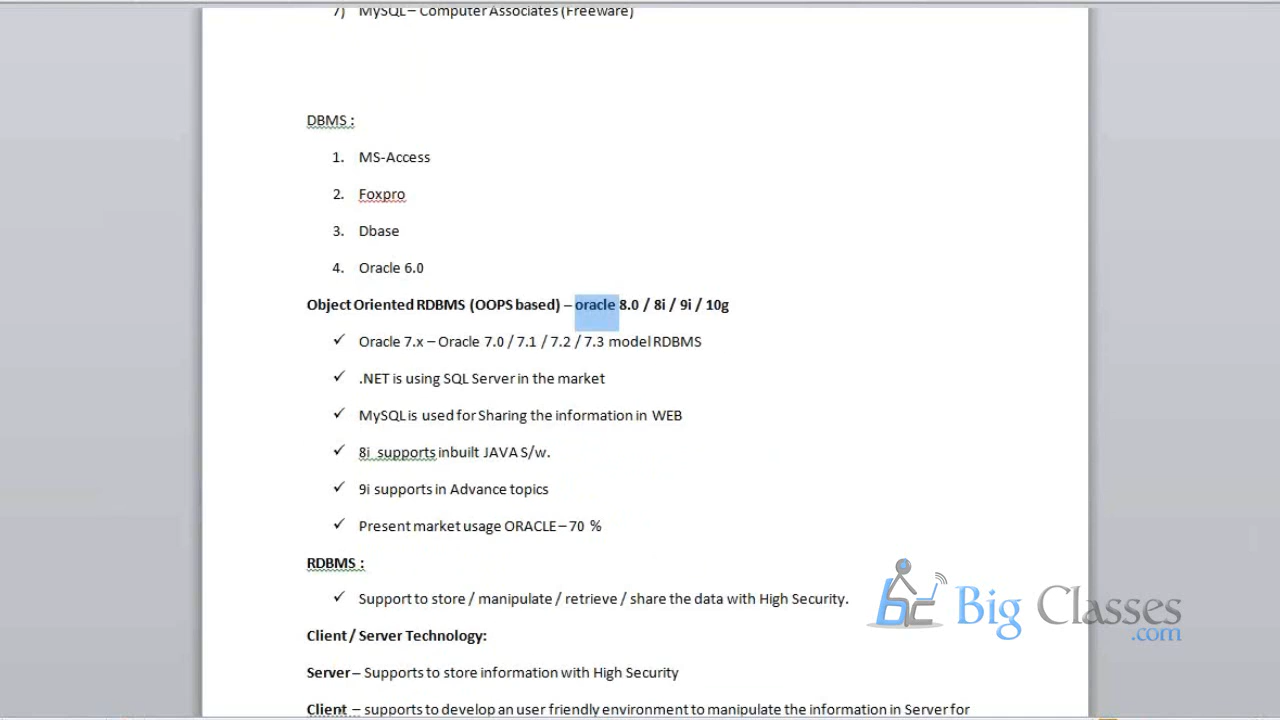 7) MySQL – Computer Associates (Freeware)
DBMS :
1. MS-Access
2. Foxpro
3. Dbase
4. Oracle 6.0
Object Oriented RDBMS (OOPS based) – oracle 8.0 / 8i / 9i / 10g
✓ Oracle 7.x – Oracle 7.0 / 7.1 / 7.2 / 7.3 model RDBMS
✓ .NET is using SQL Server in the market
✓ MySQL is used for Sharing the information in WEB
✓ 8i supports inbuilt JAVA S/w.
✓ 9i supports in Advance topics
✓ Present market usage ORACLE – 70 %
RDBMS :
✓ Support to store / manipulate / retrieve / share the data with High Security.
Client / Server Technology:
Server – Supports to store information with High Security
Client – supports to develop an user friendly environment to manipulate the information in Server for
bc Big Classes
.com